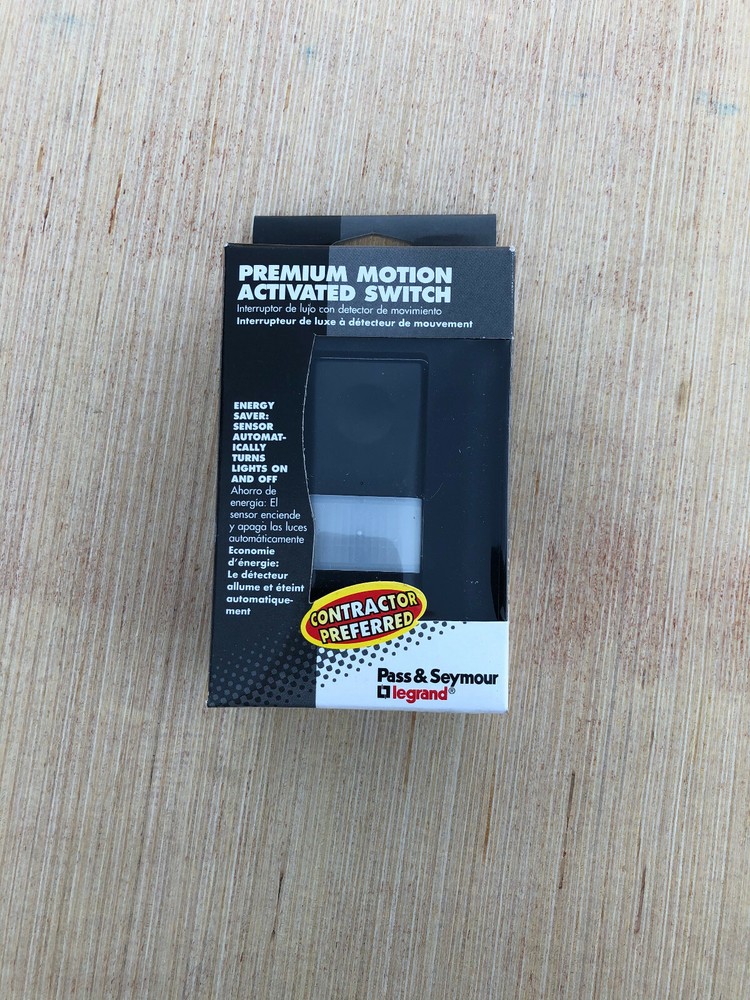 PREMIUM MOTION
ACTIVATED SWITCH
Interruptor de lujo con detector de movimiento
Interrupteur de luxe à détecteur de mouvement
ENERGY
SAVER:
SENSOR
AUTOMAT-
ICALLY
TURNS
LIGHTS ON
AND OFF
Ahorro de
energía: El
sensor enciende
y apaga las luces
automáticamente
Economie
d'énergie:
Le détecteur
allume et éteint
automatique-
ment
CONTRACTOR
PREFERRED
Pass & Seymour
legrand®